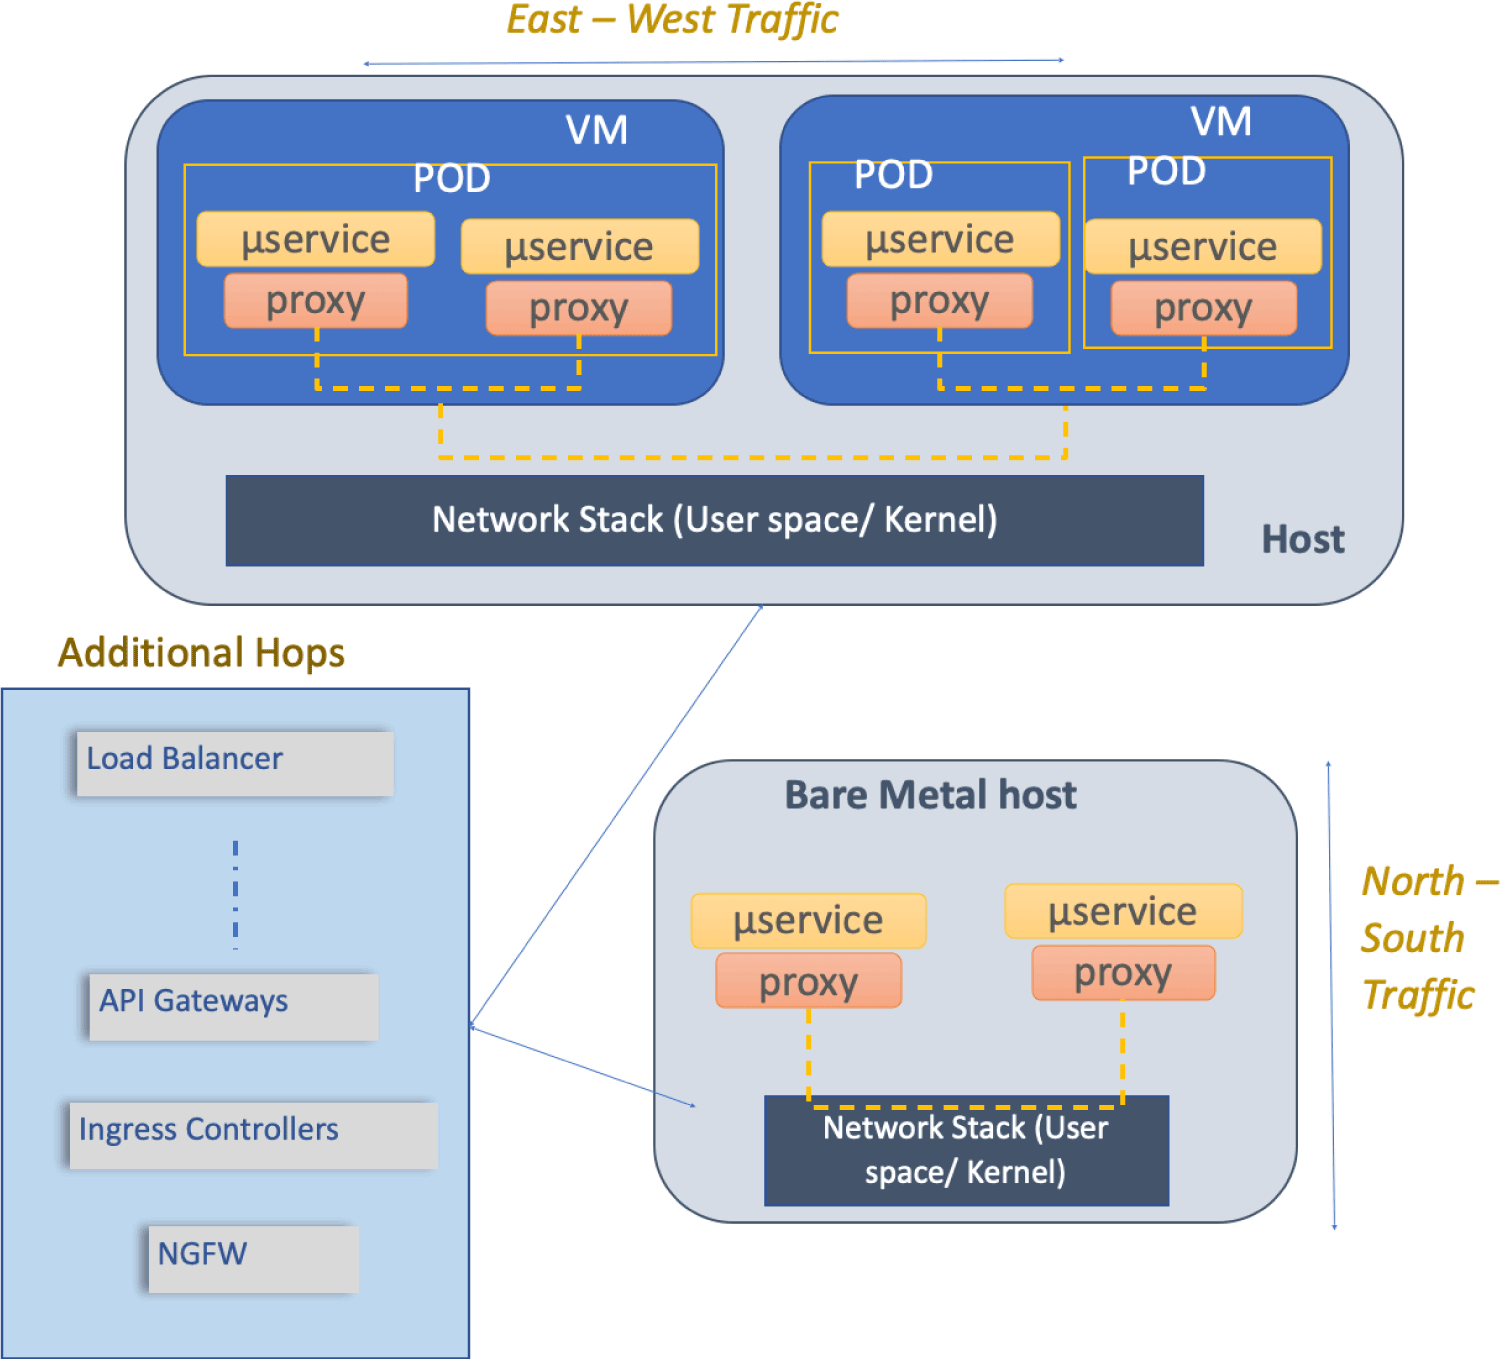 East – West Traffic
VM
POD
μservice
μservice
proxy
proxy
VM
POD
POD
μservice
μservice
proxy
proxy
Network Stack (User space/ Kernel)
Host
Additional Hops
Load Balancer
API Gateways
Ingress Controllers
NGFW
Bare Metal host
μservice
μservice
proxy
proxy
Network Stack (User
space/ Kernel)
North –
South
Traffic